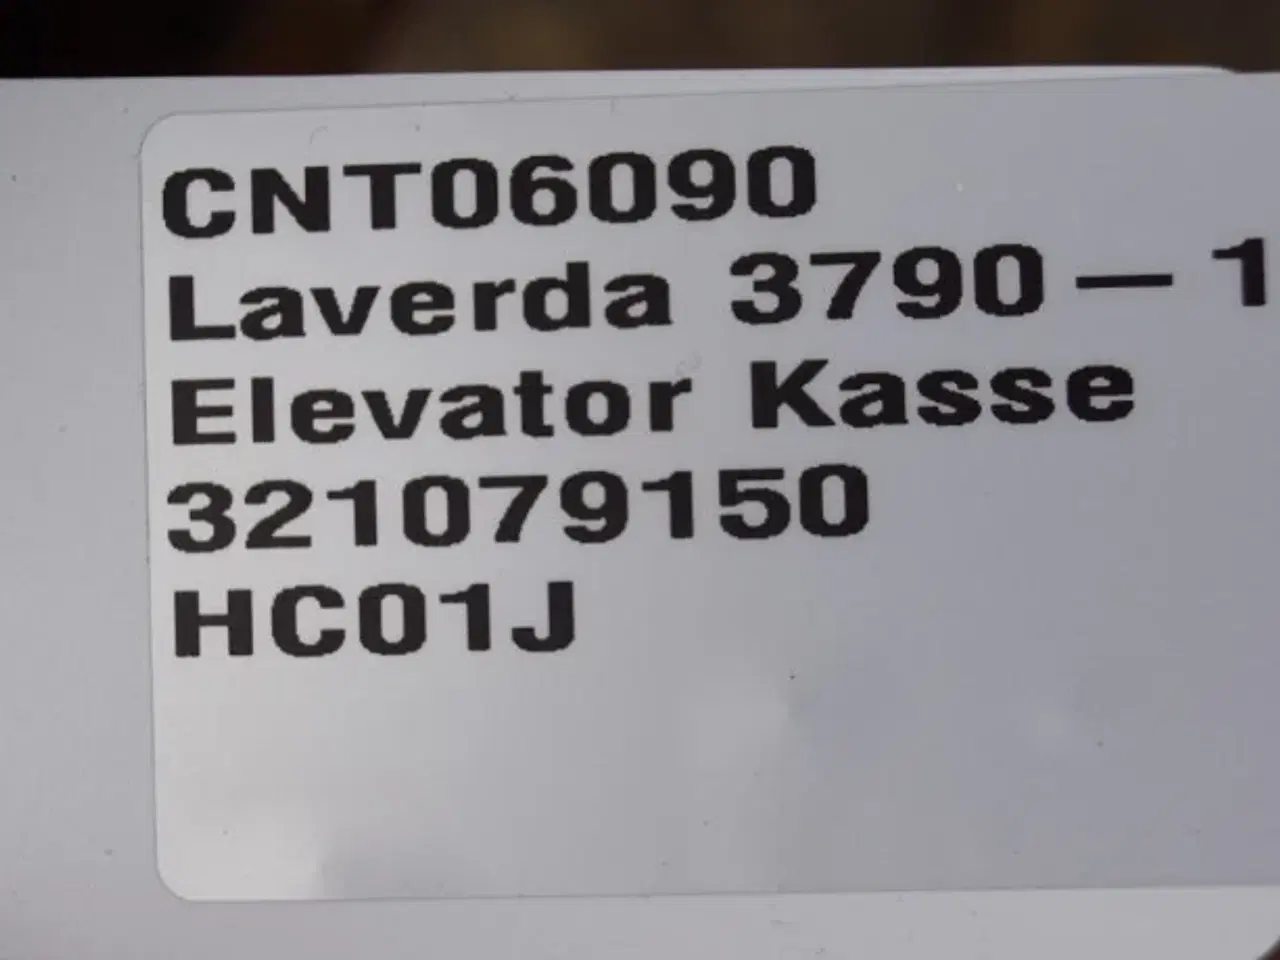 CNT06090
Laverda 3790 – 1
Elevator Kasse
321079150
HC01J